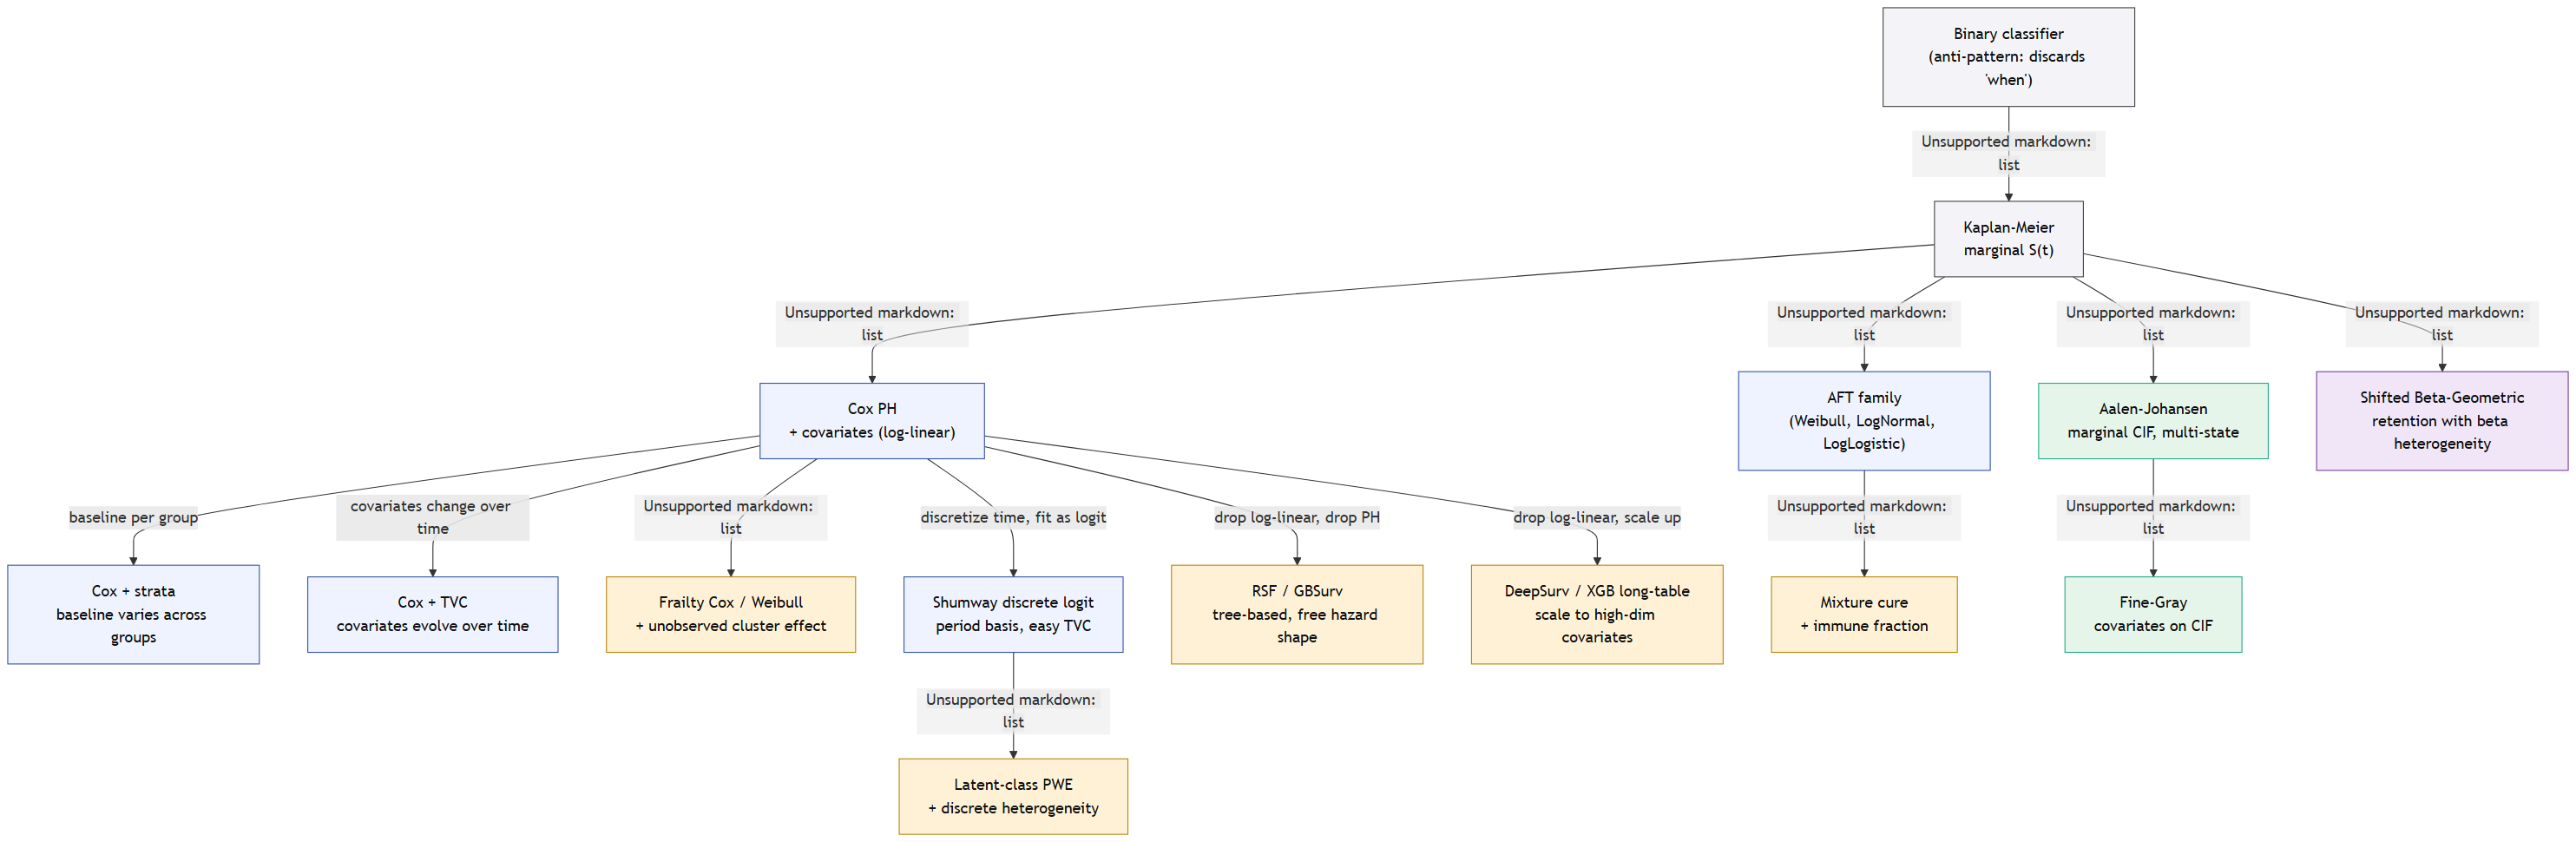 Binary classifier
(anti-pattern: discards
'when')
Unsupported markdown:
list
Kaplan-Meier
marginal S(t)
Unsupported markdown:
list
Unsupported markdown:
list
Unsupported markdown:
list
Unsupported markdown:
list
Cox PH
+ covariates (log-linear)
AFT family
(Weibull, LogNormal,
LogLogistic)
Aalen-Johansen
marginal CIF, multi-state
Shifted Beta-Geometric
retention with beta
heterogeneity
baseline per group
covariates change over
time
Unsupported markdown:
list
discretize time, fit as logit
drop log-linear, drop PH
drop log-linear, scale up
Unsupported markdown:
list
Unsupported markdown:
list
Cox + strata
baseline varies across
groups
Cox + TVC
covariates evolve over time
Frailty Cox / Weibull
+ unobserved cluster effect
Shumway discrete logit
period basis, easy TVC
RSF / GBSurv
tree-based, free hazard
shape
DeepSurv / XGB long-table
scale to high-dim
covariates
Mixture cure
+ immune fraction
Fine-Gray
covariates on CIF
Unsupported markdown:
list
Latent-class PWE
+ discrete heterogeneity